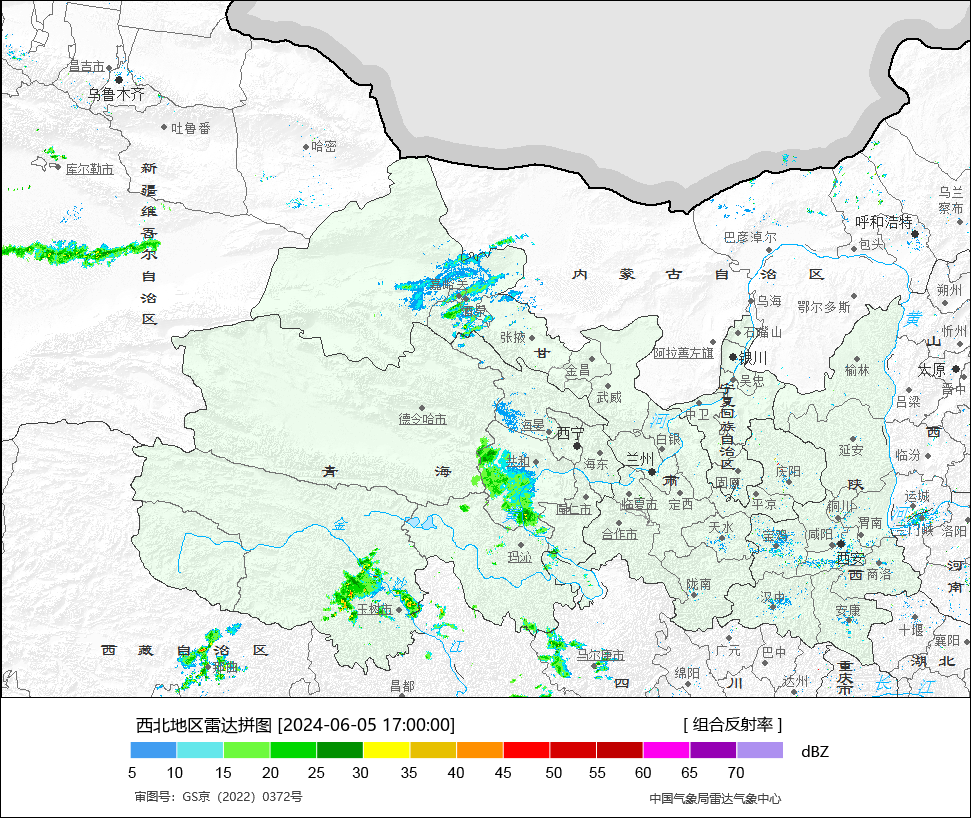 昌吉市
乌鲁木齐
吐鲁番
哈密
库尔勒市
新疆维吾尔自治区
乌兰察布
呼和浩特
巴彦淖尔
包头
内蒙古自治区
朔州
乌海
鄂尔多斯
黄
忻州
石嘴山
山
张掖
甘
阿拉善左旗
银川
太原
金昌
榆林
吴忠
晋中
武威
宁夏回族自治区
吕梁
中卫
德令哈市
海晏
西宁
河
白银
西
延安
兰州
临汾
共和
海东
青海
肃
固原
庆阳
陕
同仁市
临夏市
定西
平凉
铜川
运城
金
合作市
天水
宝鸡
咸阳
渭南
三门峡
洛阳
玛沁
西安
河南
西
商洛
陇南
玉树市
汉中
安康
十堰
江
西藏自治区
那曲
马尔康市
广元
巴中
襄阳
湖北
昌都
四川
绵阳
达州
重庆市
长江
西北地区雷达拼图 [2024-06-05 17:00:00]
[ 组合反射率 ]
dBZ
5 10 15 20 25 30 35 40 45 50 55 60 65 70
审图号：GS京（2022）0372号
中国气象局雷达气象中心